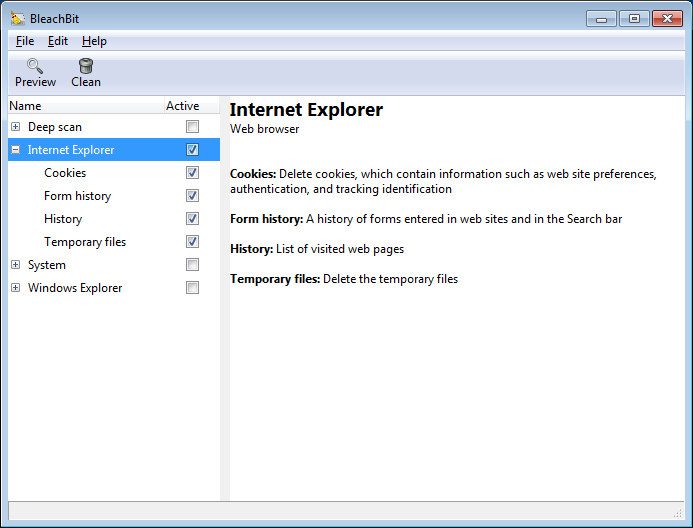 BleachBit
File Edit Help
Preview Clean
Name Active
Deep scan
Internet Explorer
Cookies
Form history
History
Temporary files
System
Windows Explorer
Internet Explorer
Web browser
Cookies: Delete cookies, which contain information such as web site preferences,
authentication, and tracking identification
Form history: A history of forms entered in web sites and in the Search bar
History: List of visited web pages
Temporary files: Delete the temporary files